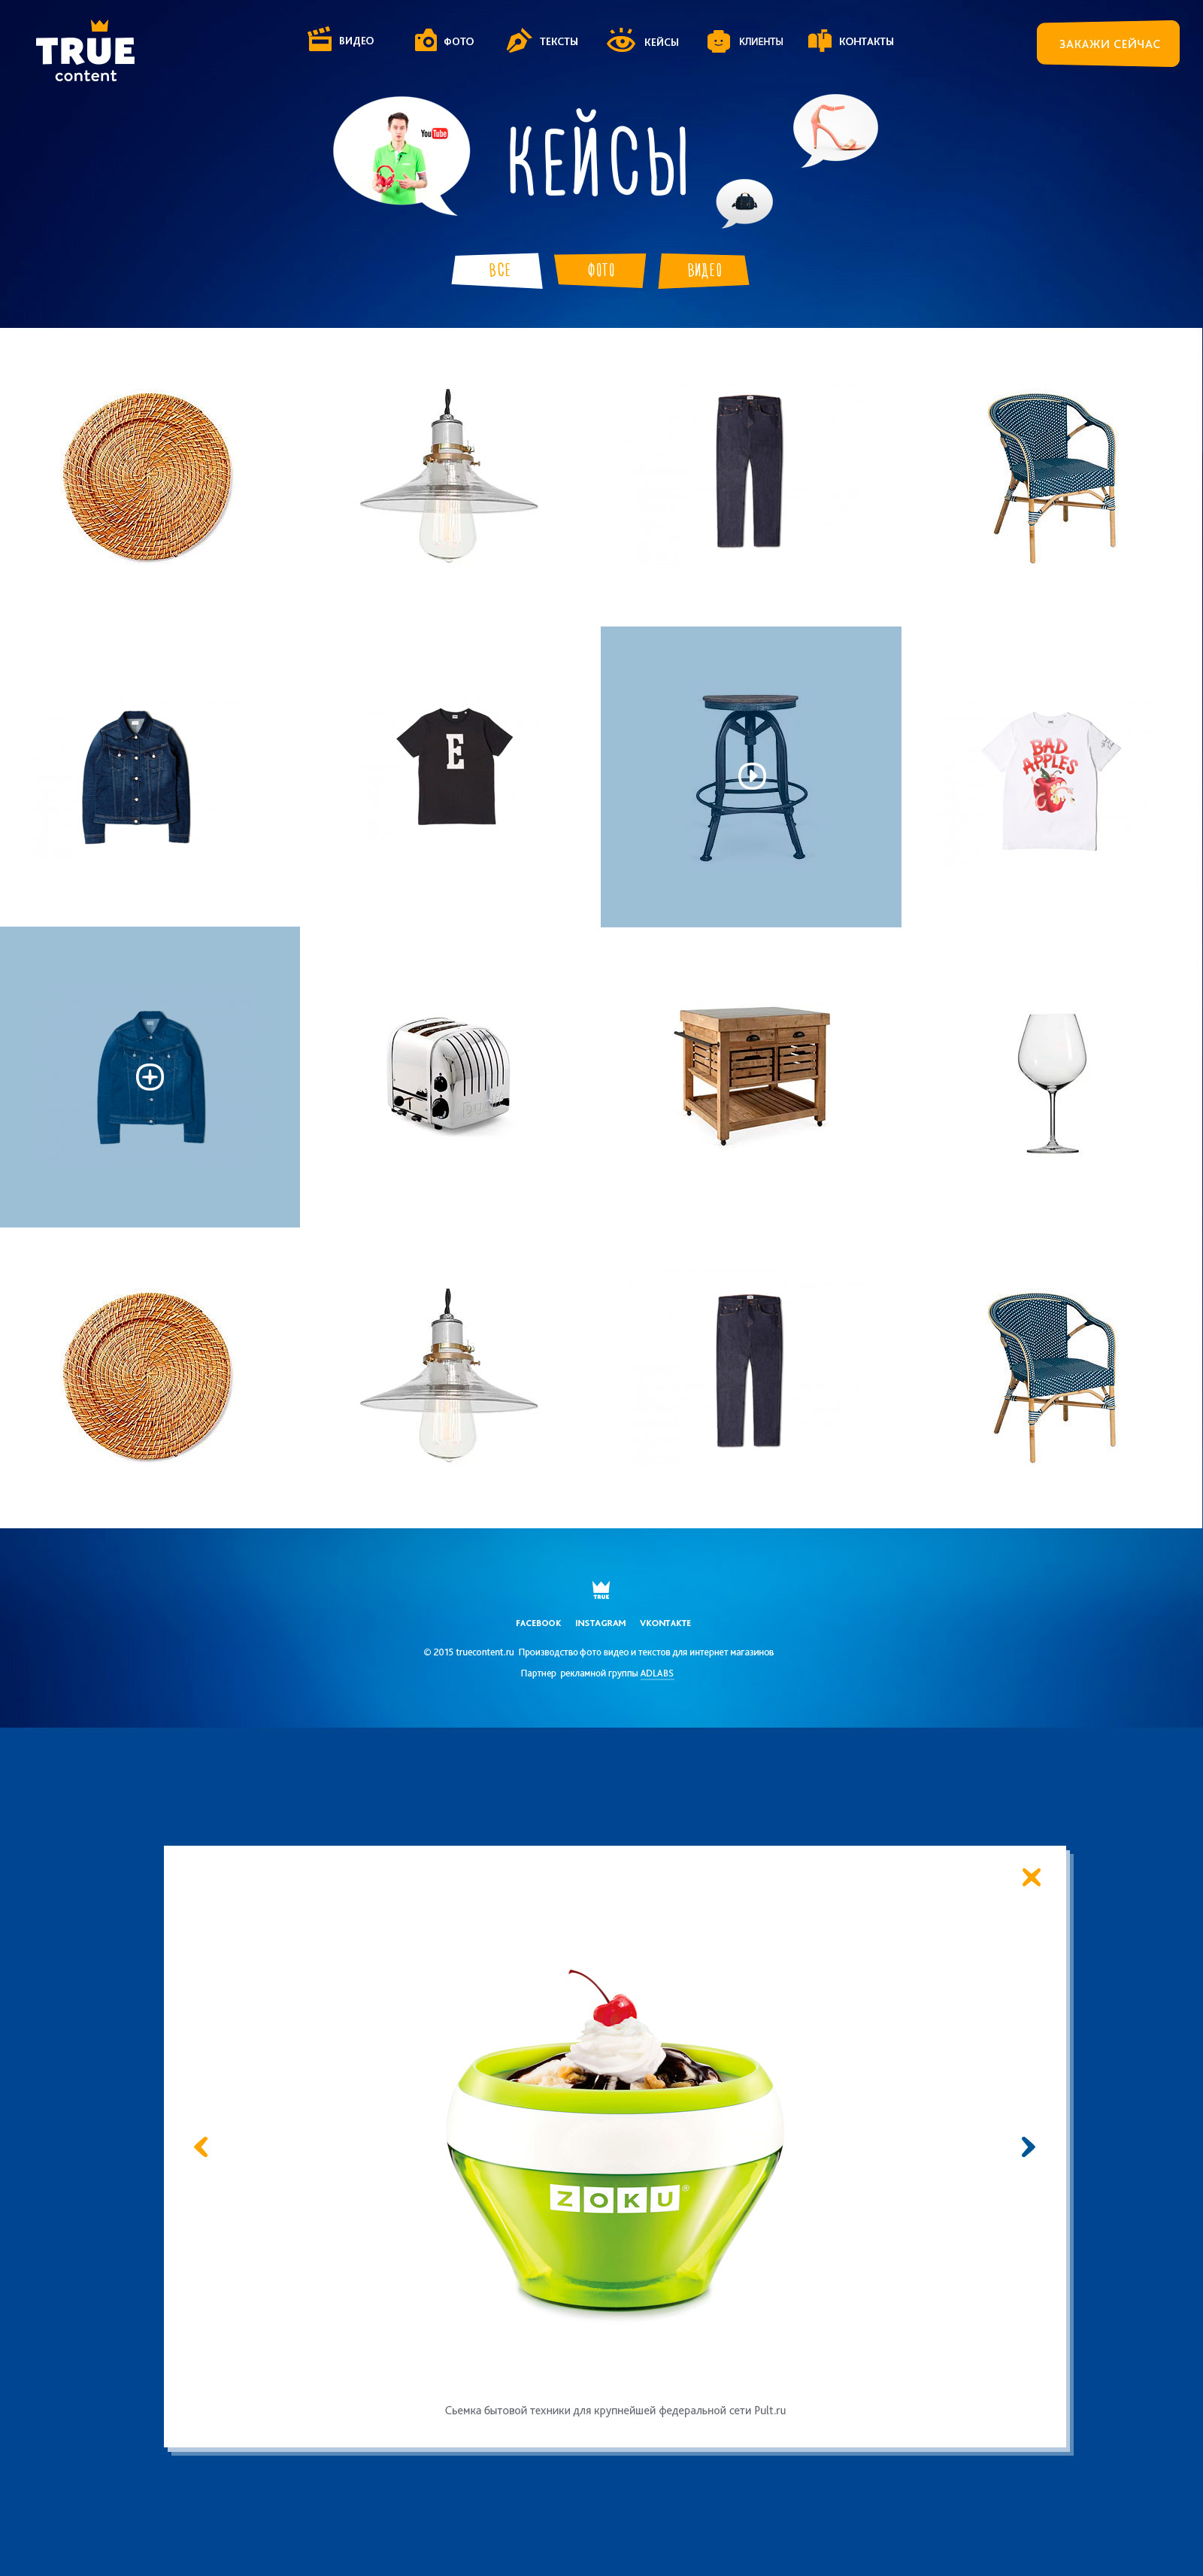 TRUE
content
ВИДЕО
ФОТО
ТЕКСТЫ
КЕЙСЫ
КЛИЕНТЫ
КОНТАКТЫ
ЗАКАЖИ СЕЙЧАС
YouTube
КЕЙСЫ
ВСЕ
ФОТО
ВИДЕО
E
BAD
APPLES
TRUE
FACEBOOK INSTAGRAM VKONTAKTE
© 2015 truecontent.ru Производство фото видео и текстов для интернет магазинов
Партнер рекламной группы ADLABS
ZOKU®
Сьемка бытовой техники для крупнейшей федеральной сети Pult.ru